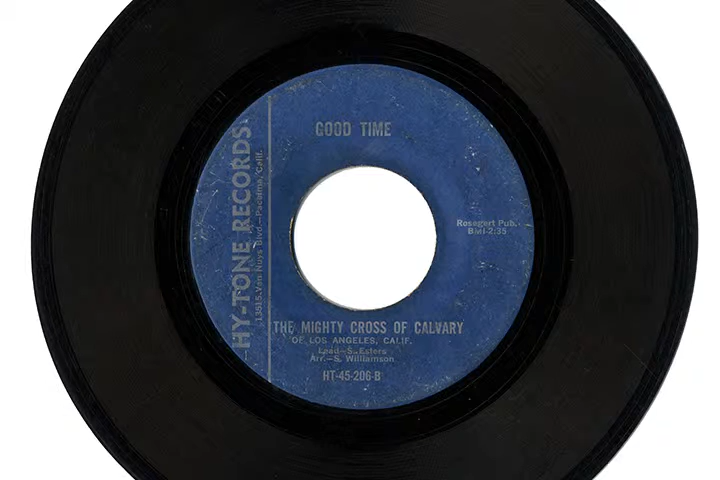 GOOD TIME
HY-TONE RECORDS
13515 Van Nuys Blvd.—Pacoima, Calif.
Rosegert Pub.
BMI-2:35
THE MIGHTY CROSS OF CALVARY
OF LOS ANGELES, CALIF.
Lead—S. Esters
Arr.—S. Williamson
HT-45-206-B